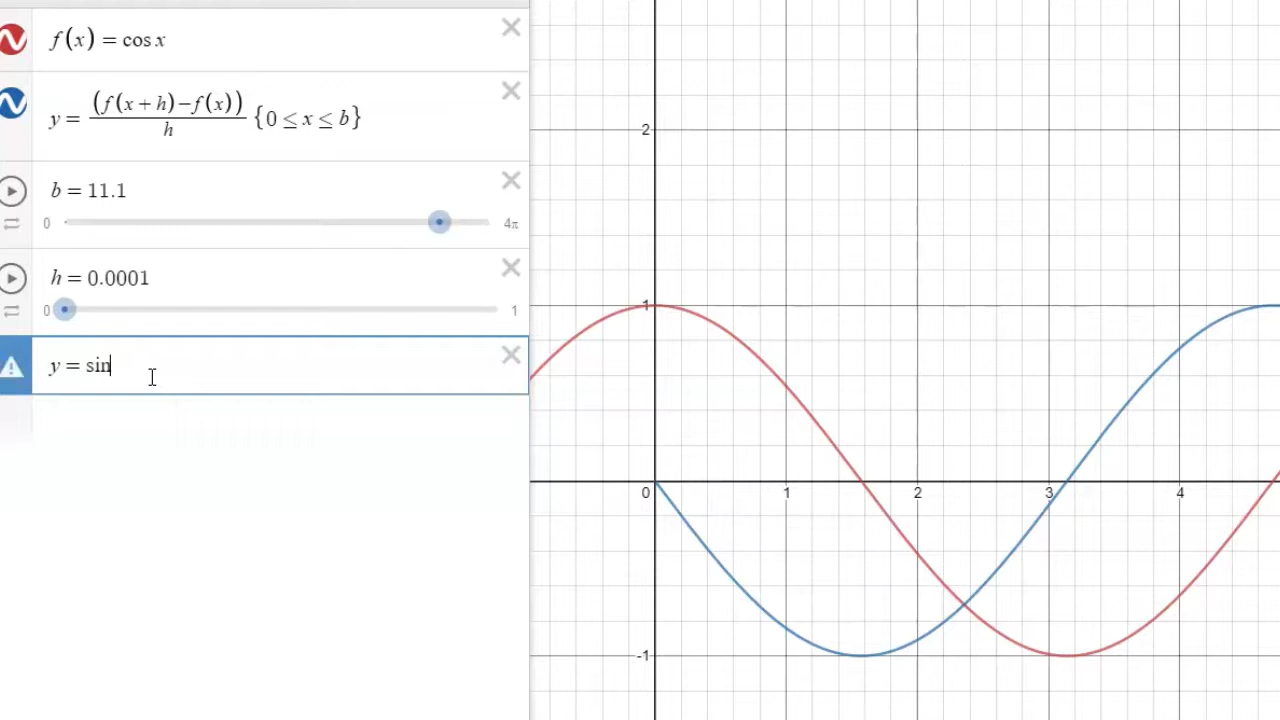 f(x) = cos x
y = (f(x+h)−f(x))/h {0 ≤ x ≤ b}
b = 11.1
0 4π
h = 0.0001
0 1
y = sin
2
1
0 1 2 3 4
-1